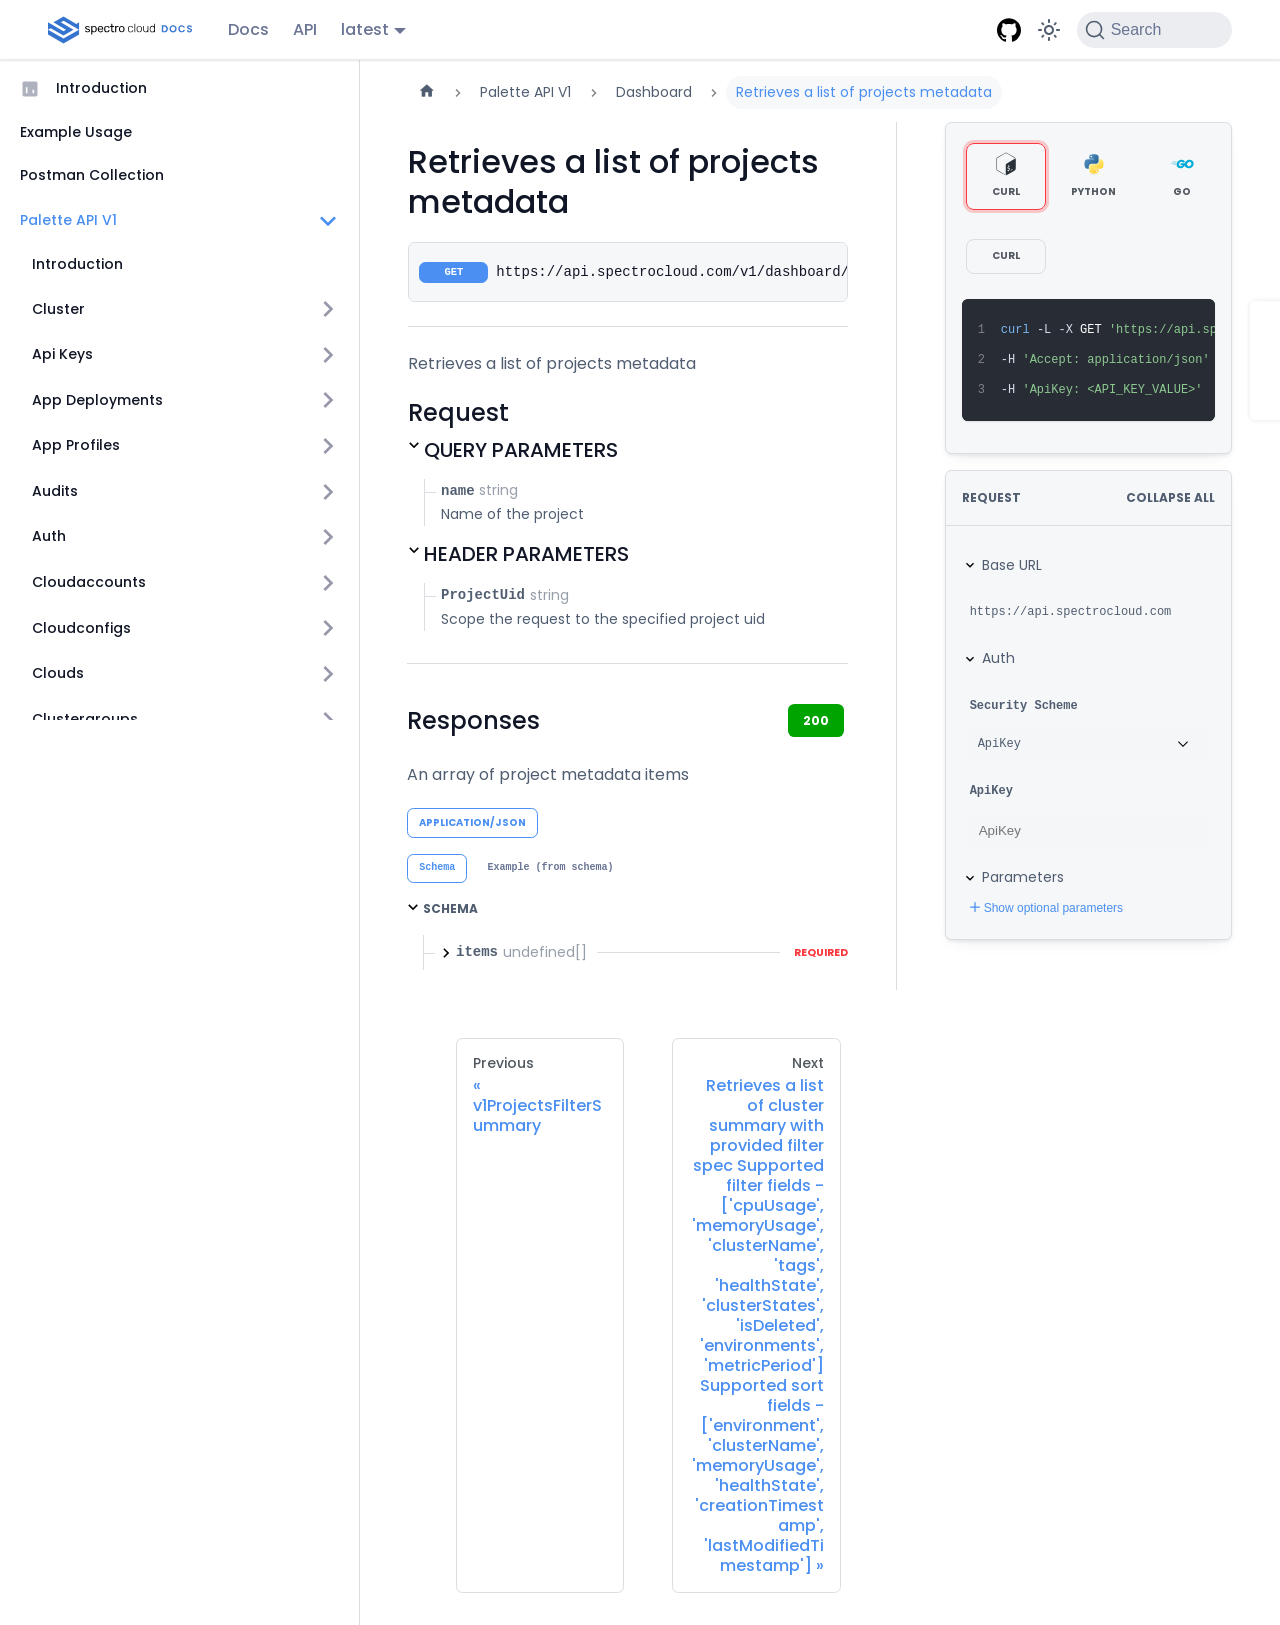 spectro cloud DOCS
Docs
API
latest
Search
Introduction
Example Usage
Postman Collection
Palette API V1
Introduction
Cluster
Api Keys
App Deployments
App Profiles
Audits
Auth
Cloudaccounts
Cloudconfigs
Clouds
Clustergroups
Palette API V1
Dashboard
Retrieves a list of projects metadata
Retrieves a list of projects
metadata
GET https://api.spectrocloud.com/v1/dashboard/
Retrieves a list of projects metadata
Request
QUERY PARAMETERS
name string
Name of the project
HEADER PARAMETERS
ProjectUid string
Scope the request to the specified project uid
Responses
200
An array of project metadata items
APPLICATION/JSON
Schema
Example (from schema)
SCHEMA
items undefined[]
REQUIRED
Previous
«
v1ProjectsFilterS
ummary
Next
Retrieves a list
of cluster
summary with
provided filter
spec Supported
filter fields -
['cpuUsage',
'memoryUsage',
'clusterName',
'tags',
'healthState',
'clusterStates',
'isDeleted',
'environments',
'metricPeriod']
Supported sort
fields -
['environment',
'clusterName',
'memoryUsage',
'healthState',
'creationTimest
amp',
'lastModifiedTi
mestamp'] »
CURL
PYTHON
GO
CURL
1 curl -L -X GET 'https://api.sp
2 -H 'Accept: application/json'
3 -H 'ApiKey: <API_KEY_VALUE>'
REQUEST
COLLAPSE ALL
Base URL
https://api.spectrocloud.com
Auth
Security Scheme
ApiKey
ApiKey
ApiKey
Parameters
Show optional parameters